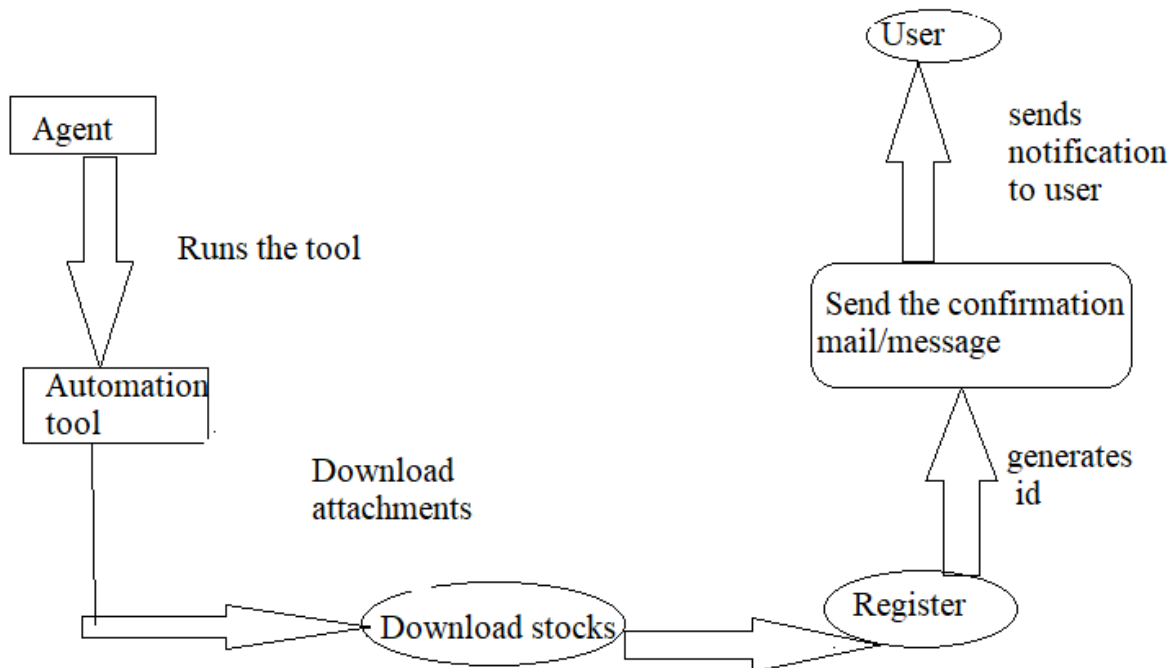 User
Agent
sends
notification
to user
Runs the tool
Send the confirmation
mail/message
Automation
tool
Download
attachments
generates
id
Register
Download stocks